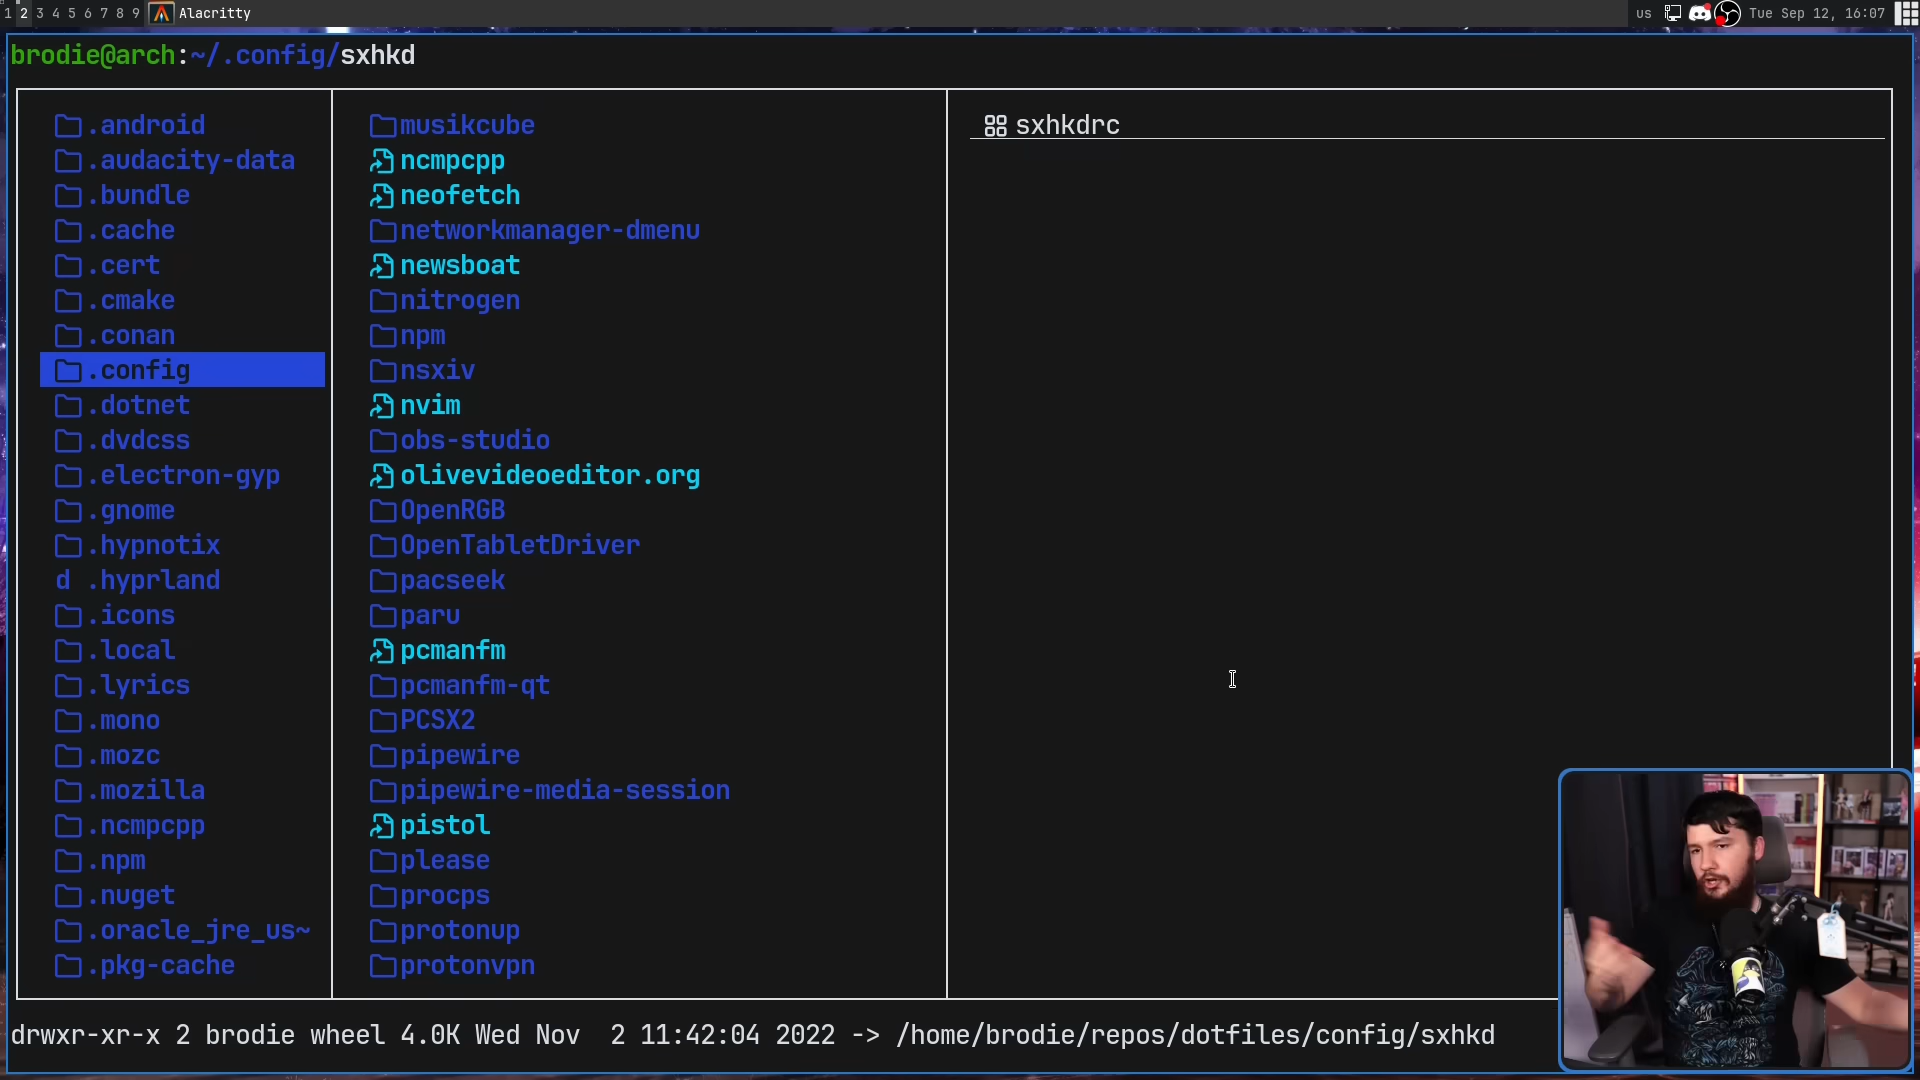 1 2 3 4 5 6 7 8 9 Alacritty us Tue Sep 12, 16:07
brodie@arch:~/.config/sxhkd
.android
.audacity-data
.bundle
.cache
.cert
.cmake
.conan
.config
.dotnet
.dvdcss
.electron-gyp
.gnome
.hypnotix
d .hyprland
.icons
.local
.lyrics
.mono
.mozc
.mozilla
.ncmpcpp
.npm
.nuget
.oracle_jre_us~
.pkg-cache
musikcube
ncmpcpp
neofetch
networkmanager-dmenu
newsboat
nitrogen
npm
nsxiv
nvim
obs-studio
olivevideoeditor.org
OpenRGB
OpenTabletDriver
pacseek
paru
pcmanfm
pcmanfm-qt
PCSX2
pipewire
pipewire-media-session
pistol
please
procps
protonup
protonvpn
sxhkdrc
drwxr-xr-x 2 brodie wheel 4.0K Wed Nov  2 11:42:04 2022 -> /home/brodie/repos/dotfiles/config/sxhkd